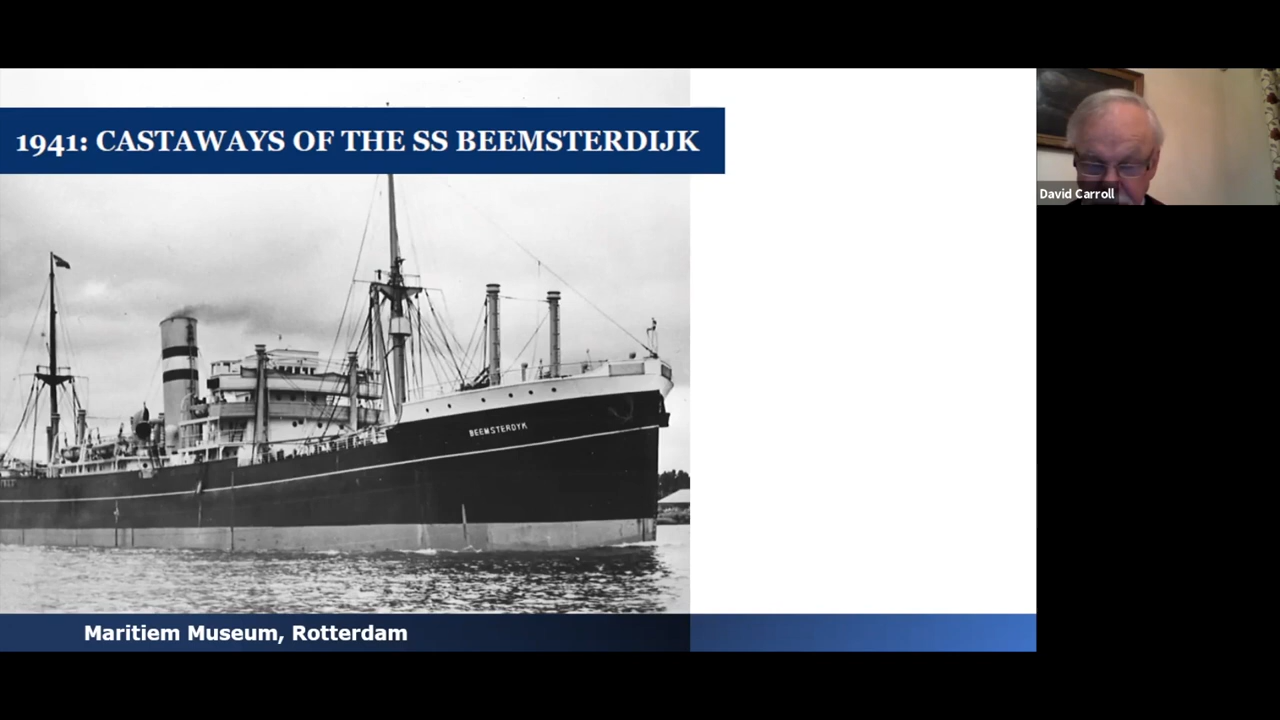 1941: CASTAWAYS OF THE SS BEEMSTERDIJK
BEEMSTERDYK
Maritiem Museum, Rotterdam
David Carroll